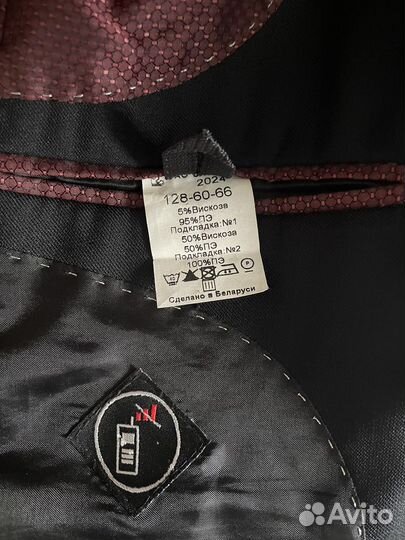 2024
128-60-66
5%Вискоза
95%ПЭ
Подкладка:№1
50%Вискоза
50%ПЭ
Подкладка:№2
100%ПЭ
Сделано в Беларуси
Avito